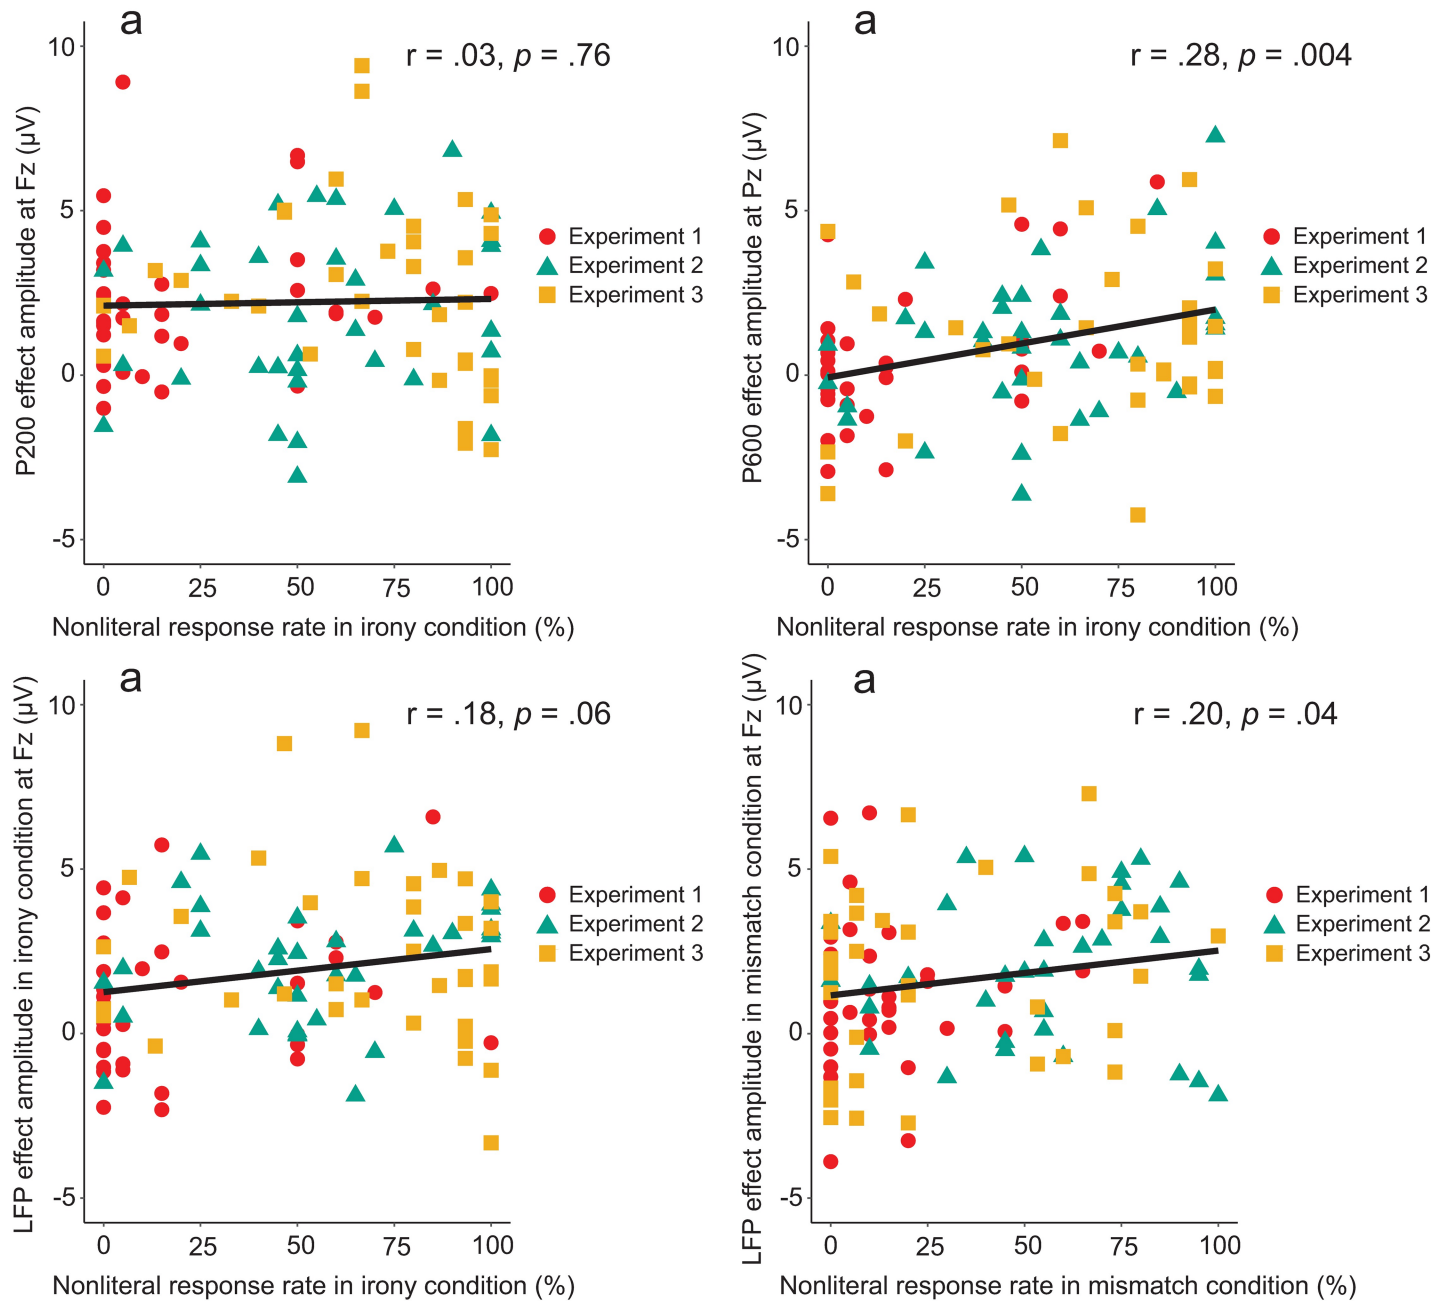 a
r = .03, p = .76
P200 effect amplitude at Fz (µV)
10
5
0
-5
0 25 50 75 100
Nonliteral response rate in irony condition (%)
Experiment 1
Experiment 2
Experiment 3
a
r = .28, p = .004
P600 effect amplitude at Pz (µV)
10
5
0
-5
0 25 50 75 100
Nonliteral response rate in irony condition (%)
Experiment 1
Experiment 2
Experiment 3
a
r = .18, p = .06
LFP effect amplitude in irony condition at Fz (µV)
10
5
0
-5
0 25 50 75 100
Nonliteral response rate in irony condition (%)
Experiment 1
Experiment 2
Experiment 3
a
r = .20, p = .04
LFP effect amplitude in mismatch condition at Fz (µV)
10
5
0
-5
0 25 50 75 100
Nonliteral response rate in mismatch condition (%)
Experiment 1
Experiment 2
Experiment 3